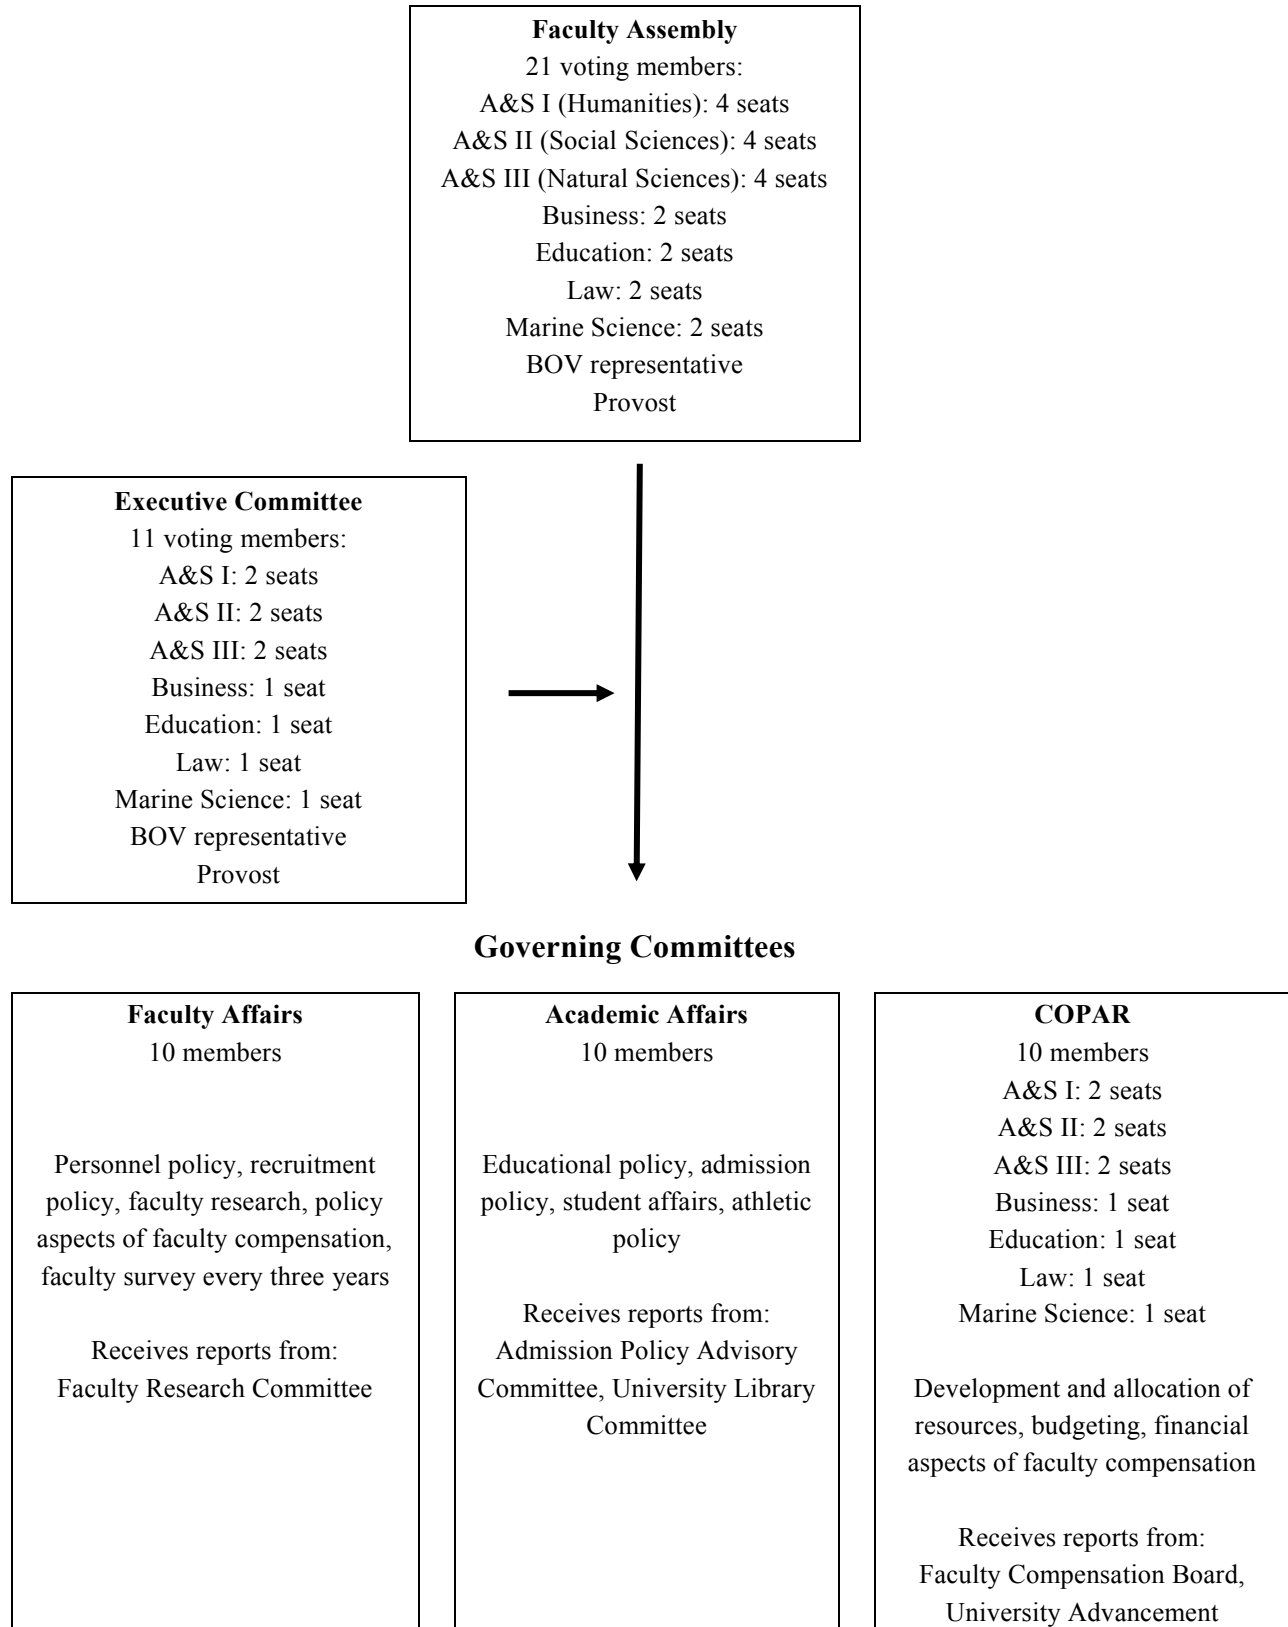 Faculty Assembly
21 voting members:
A&S I (Humanities): 4 seats
A&S II (Social Sciences): 4 seats
A&S III (Natural Sciences): 4 seats
Business: 2 seats
Education: 2 seats
Law: 2 seats
Marine Science: 2 seats
BOV representative
Provost
Executive Committee
11 voting members:
A&S I: 2 seats
A&S II: 2 seats
A&S III: 2 seats
Business: 1 seat
Education: 1 seat
Law: 1 seat
Marine Science: 1 seat
BOV representative
Provost
Governing Committees
Faculty Affairs
10 members
Personnel policy, recruitment
policy, faculty research, policy
aspects of faculty compensation,
faculty survey every three years
Receives reports from:
Faculty Research Committee
Academic Affairs
10 members
Educational policy, admission
policy, student affairs, athletic
policy
Receives reports from:
Admission Policy Advisory
Committee, University Library
Committee
COPAR
10 members
A&S I: 2 seats
A&S II: 2 seats
A&S III: 2 seats
Business: 1 seat
Education: 1 seat
Law: 1 seat
Marine Science: 1 seat
Development and allocation of
resources, budgeting, financial
aspects of faculty compensation
Receives reports from:
Faculty Compensation Board,
University Advancement